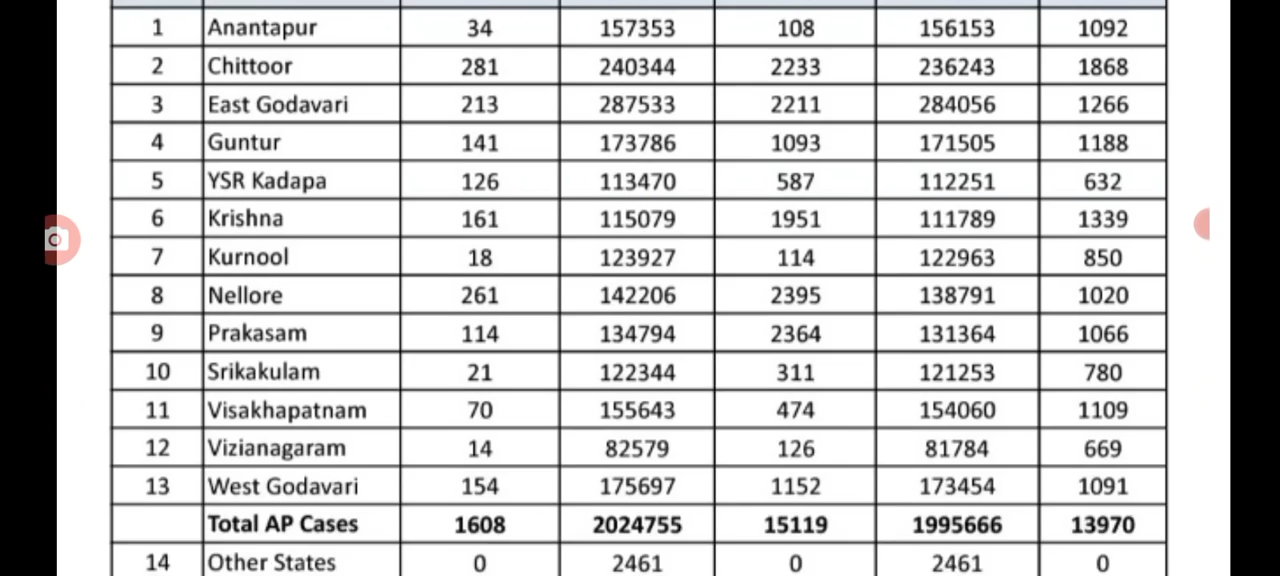 1 Anantapur 34 157353 108 156153 1092
2 Chittoor 281 240344 2233 236243 1868
3 East Godavari 213 287533 2211 284056 1266
4 Guntur 141 173786 1093 171505 1188
5 YSR Kadapa 126 113470 587 112251 632
6 Krishna 161 115079 1951 111789 1339
7 Kurnool 18 123927 114 122963 850
8 Nellore 261 142206 2395 138791 1020
9 Prakasam 114 134794 2364 131364 1066
10 Srikakulam 21 122344 311 121253 780
11 Visakhapatnam 70 155643 474 154060 1109
12 Vizianagaram 14 82579 126 81784 669
13 West Godavari 154 175697 1152 173454 1091
Total AP Cases 1608 2024755 15119 1995666 13970
14 Other States 0 2461 0 2461 0